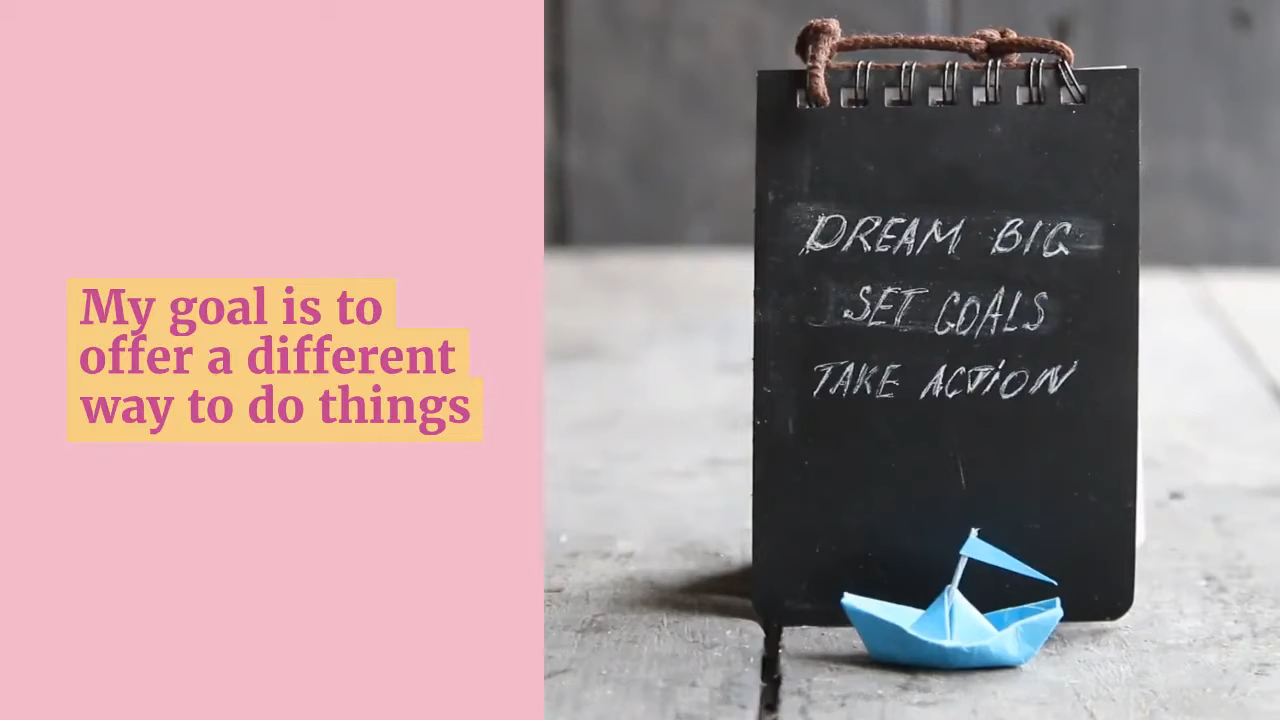 My goal is to
offer a different
way to do things
DREAM BIG
SET GOALS
TAKE ACTION